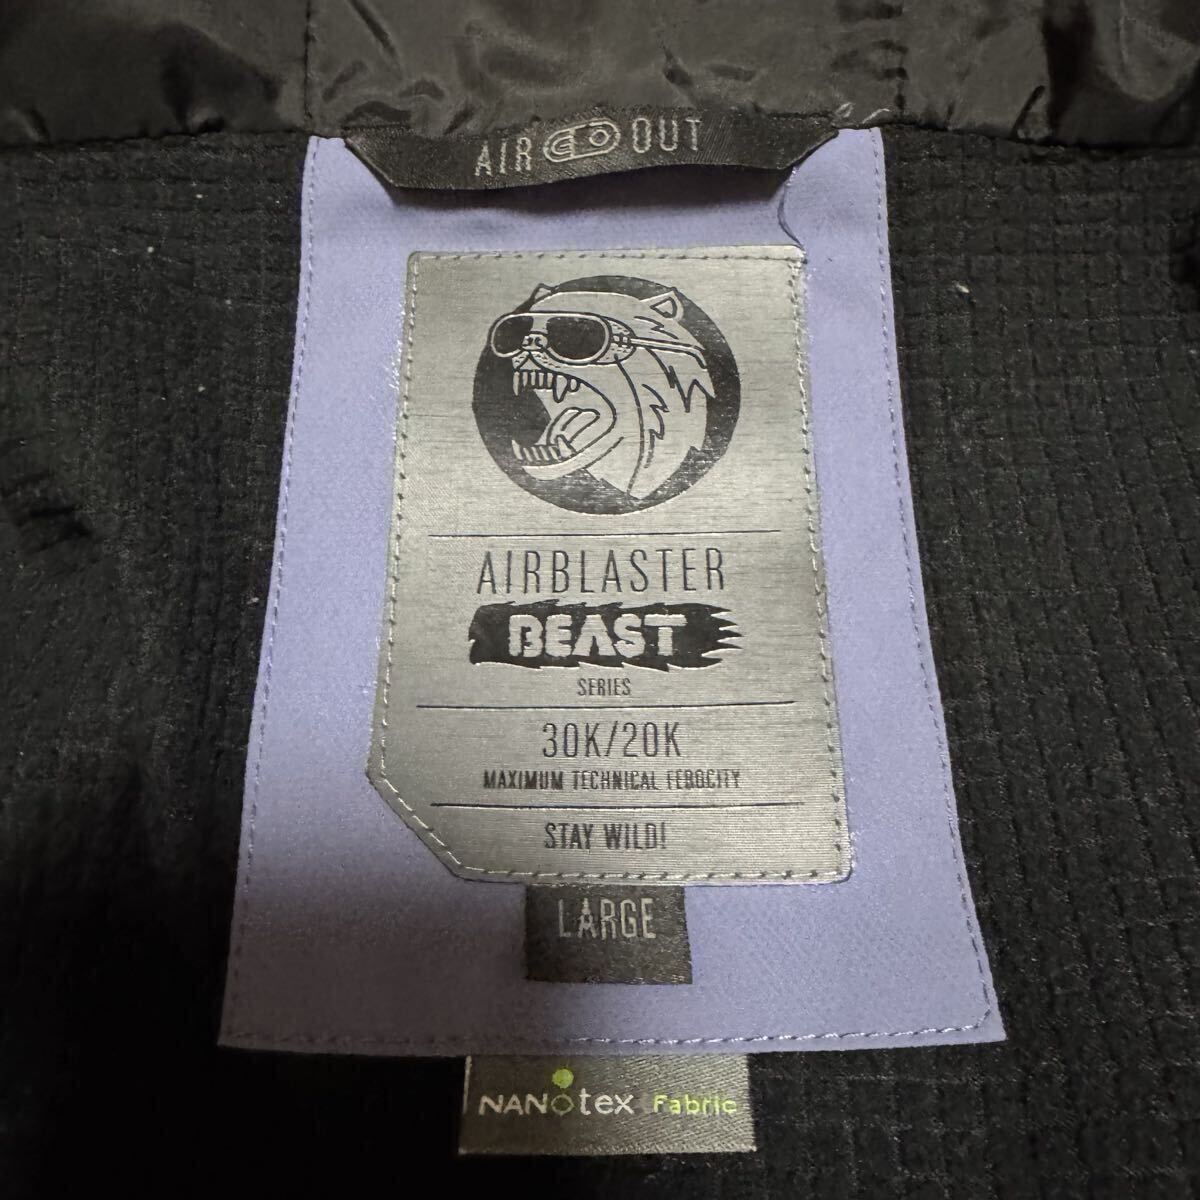 AIR OUT
AIRBLASTER
BEAST
SERIES
30K/20K
MAXIMUM TECHNICAL FEROCITY
STAY WILD!
LARGE
NANOtex Fabric